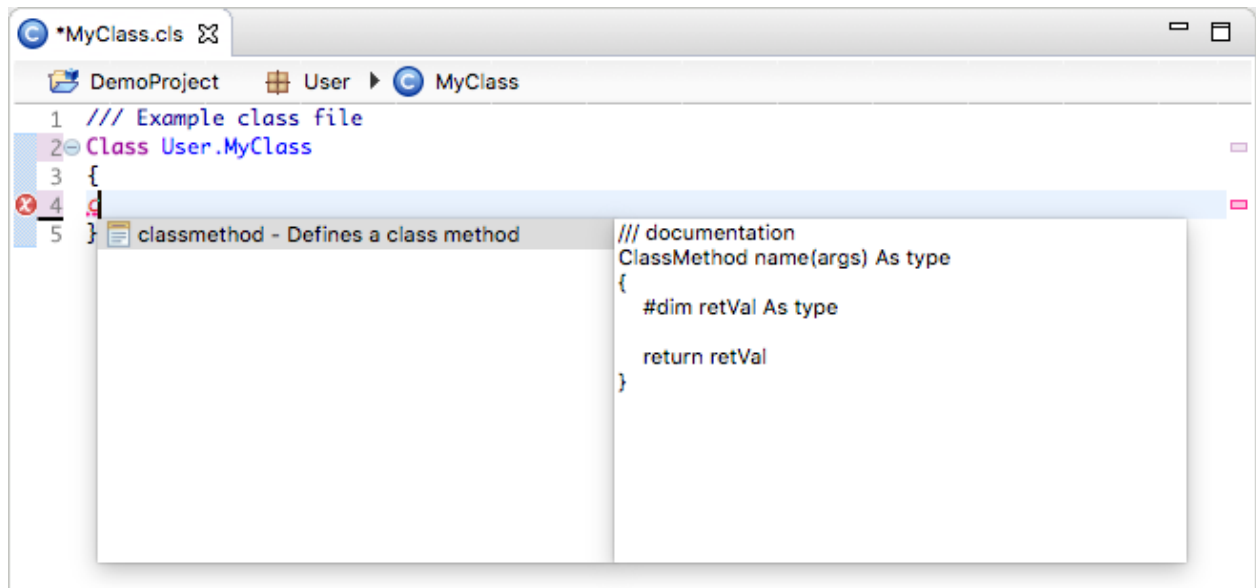 *MyClass.cls
DemoProject User MyClass
1 /// Example class file
2 Class User.MyClass
3 {
4 c
5 }
classmethod - Defines a class method
/// documentation
ClassMethod name(args) As type
{
#dim retVal As type
return retVal
}